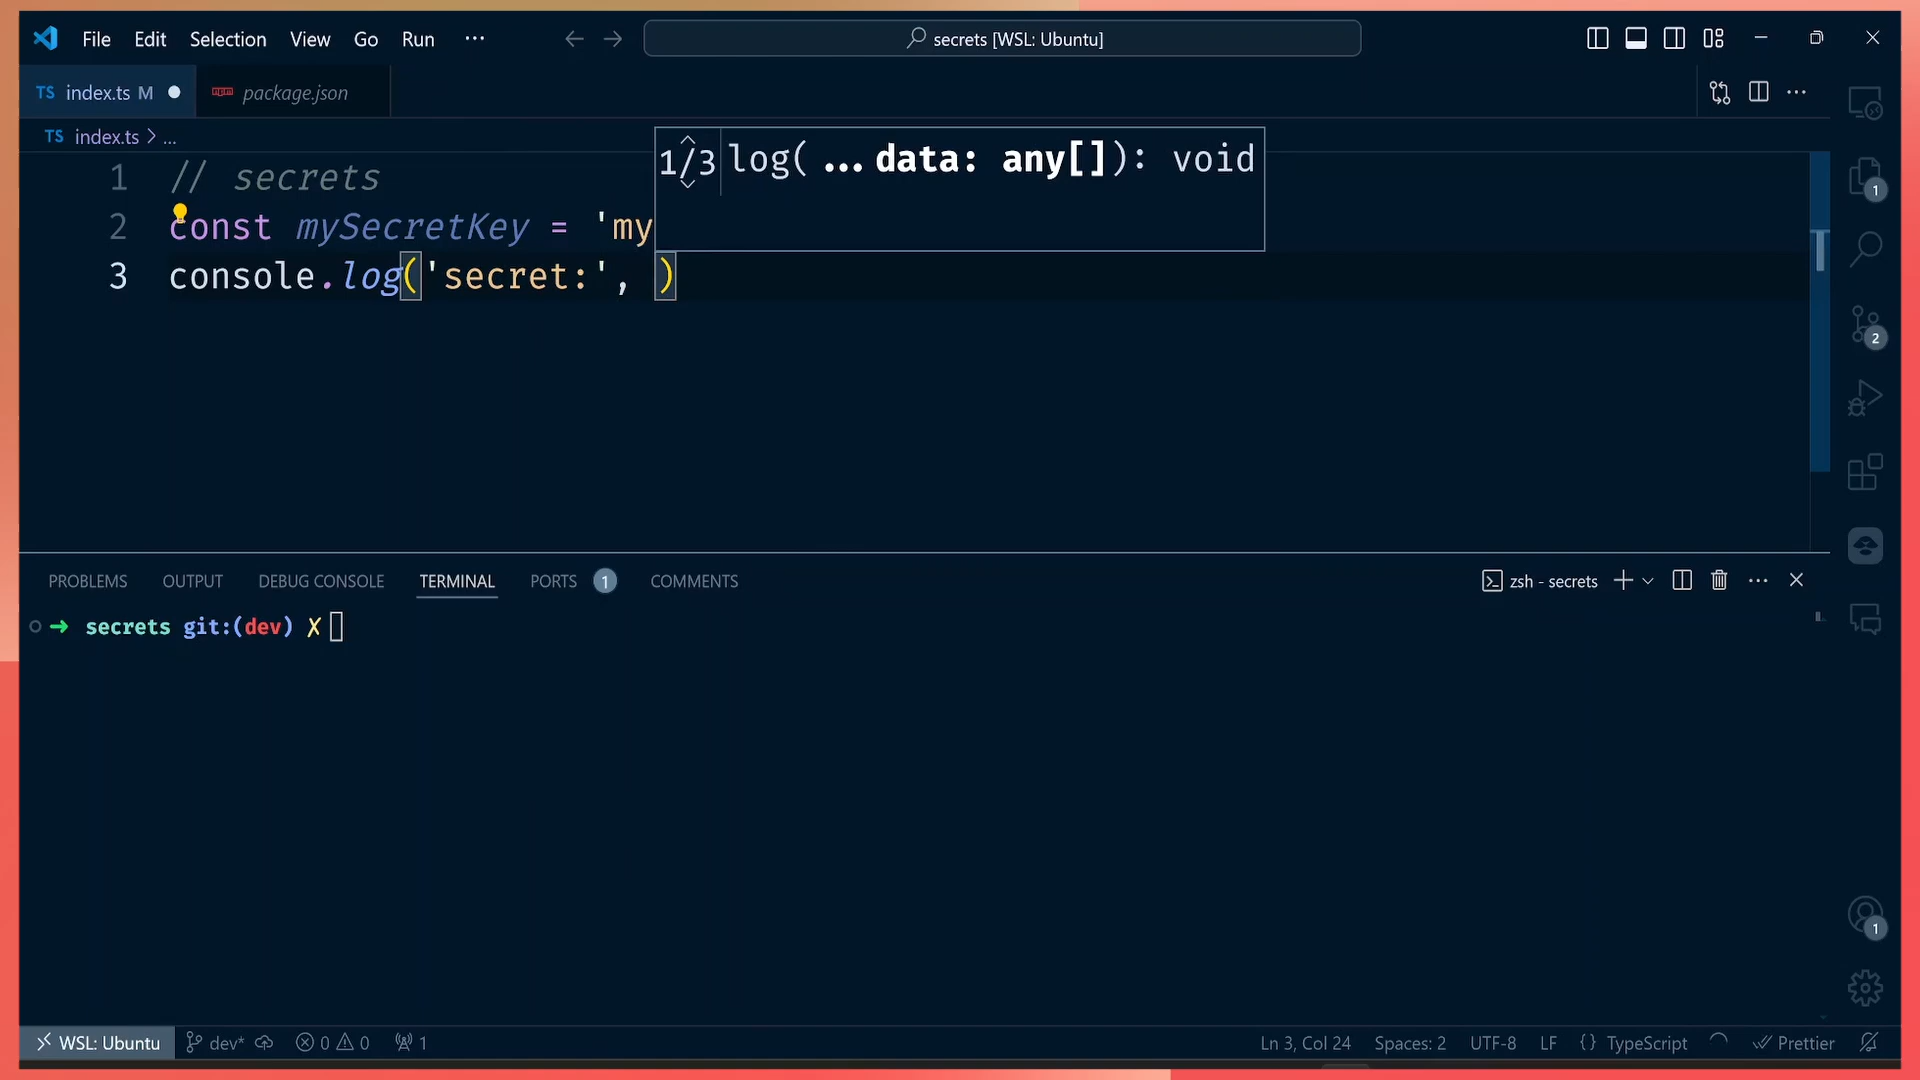 File Edit Selection View Go Run ···
secrets [WSL: Ubuntu]
TS index.ts M
package.json
TS index.ts > ...
1 // secrets
2 const mySecretKey = 'my
3 console.log('secret:', )
1/3 log(...data: any[]): void
1
2
PROBLEMS OUTPUT DEBUG CONSOLE TERMINAL PORTS 1 COMMENTS
zsh - secrets
→ secrets git:(dev) ✗
1
WSL: Ubuntu dev* 0 0 1
Ln 3, Col 24 Spaces: 2 UTF-8 LF {} TypeScript Prettier